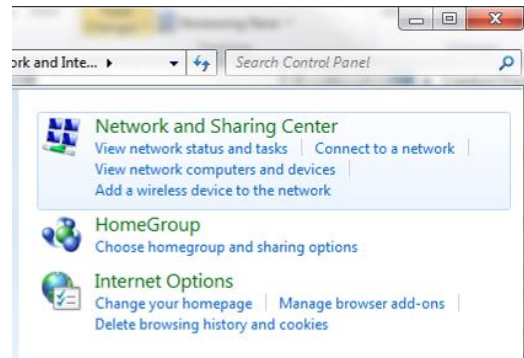 ork and Inte...
Search Control Panel
Network and Sharing Center
View network status and tasks Connect to a network
View network computers and devices
Add a wireless device to the network
HomeGroup
Choose homegroup and sharing options
Internet Options
Change your homepage Manage browser add-ons
Delete browsing history and cookies